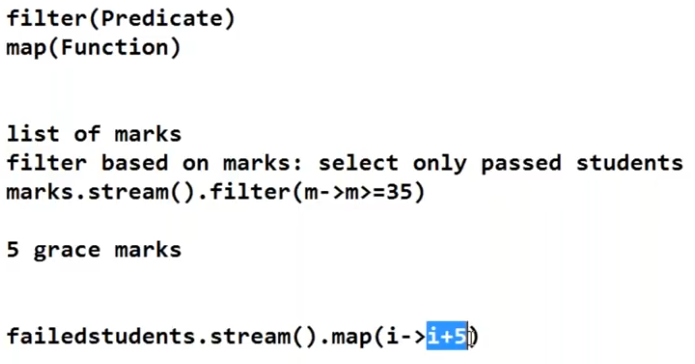 filter(Predicate)
map(Function)
list of marks
filter based on marks: select only passed students
marks.stream().filter(m->m>=35)
5 grace marks
failedstudents.stream().map(i->i+5)